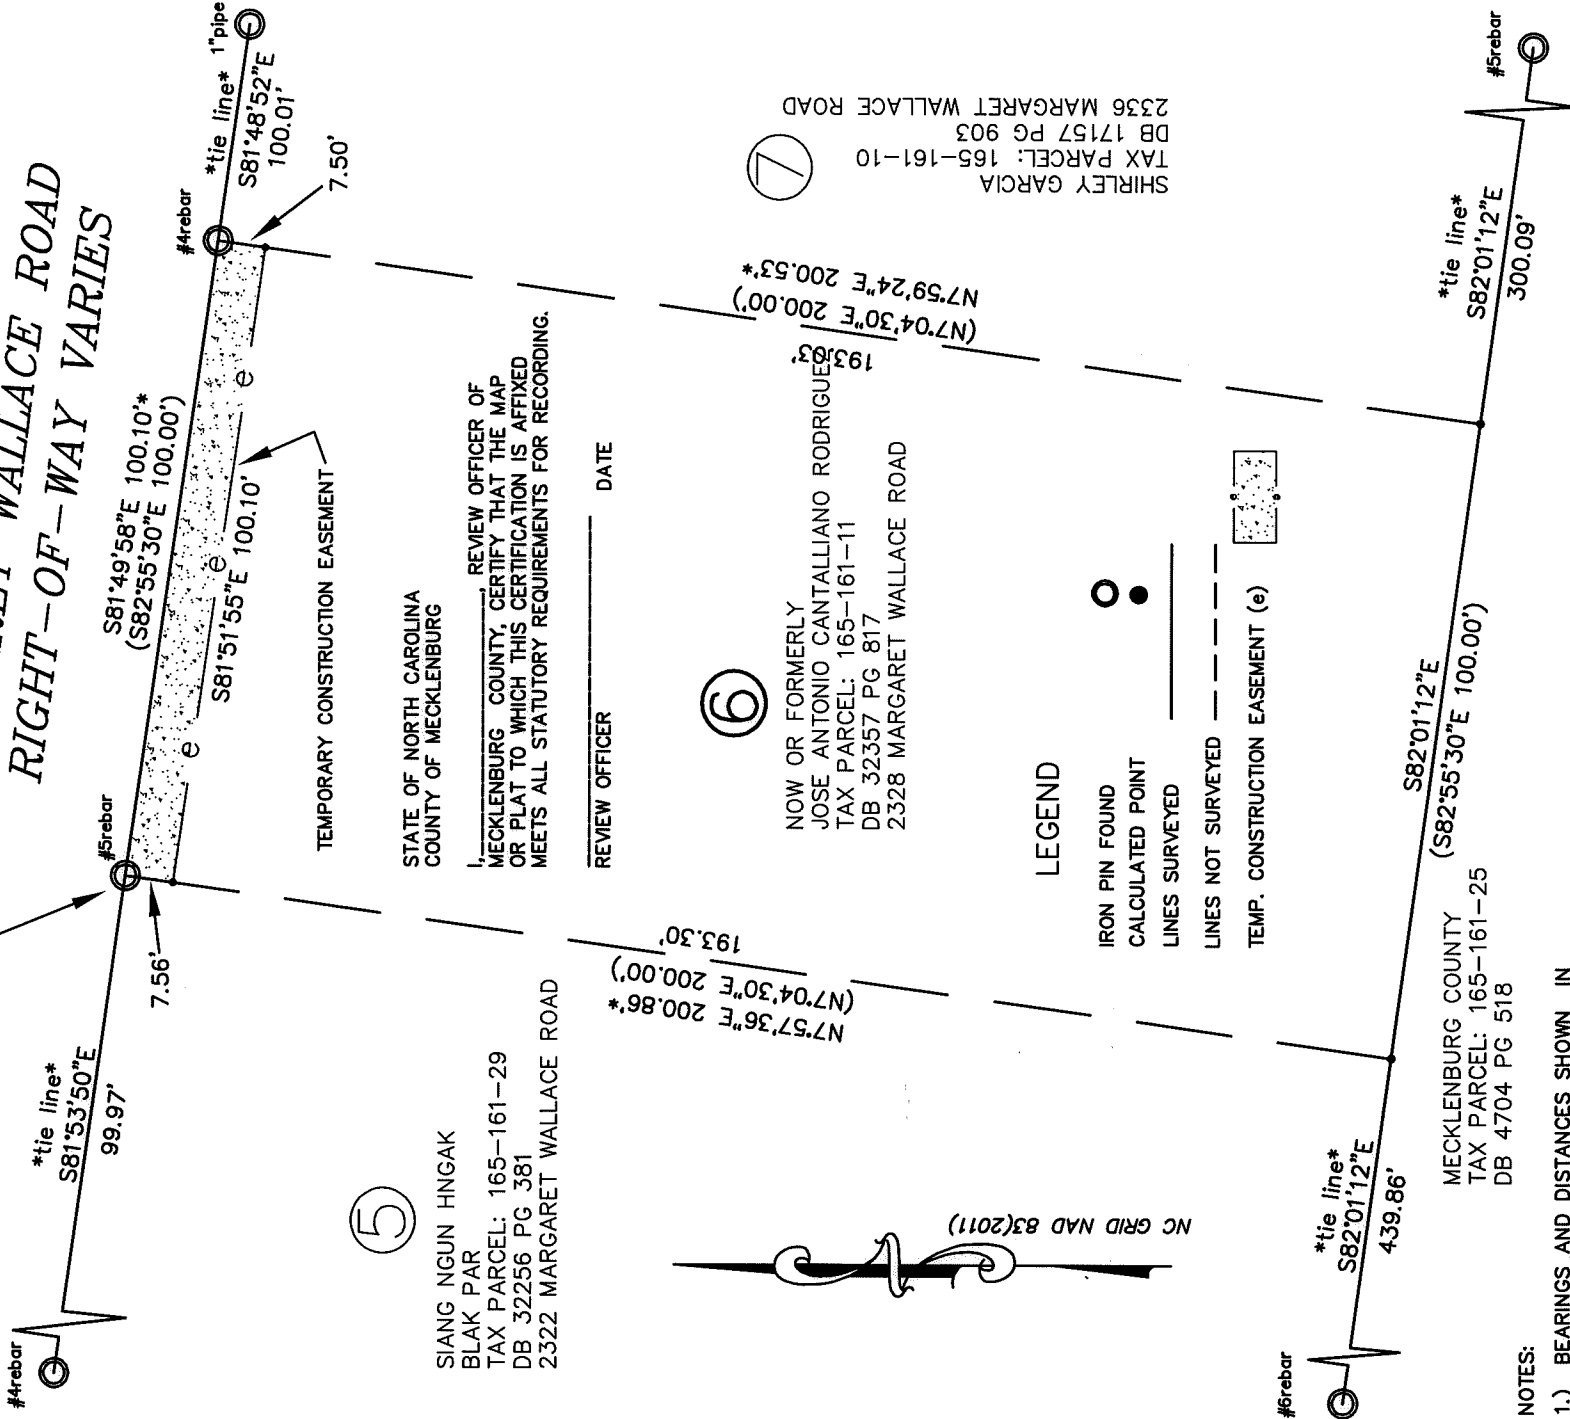 WALLACE ROAD
RIGHT-OF-WAY VARIES
#4rebar
*tie line*
S81°53'50"E
99.97'
#5rebar
7.56'
S81°49'58"E 100.10'*
(S82°55'30"E 100.00')
e
e
e
S81°51'55"E 100.10'
TEMPORARY CONSTRUCTION EASEMENT
#4rebar
*tie line*
S81°48'52"E
100.01'
1"pipe
7.50'
STATE OF NORTH CAROLINA
COUNTY OF MECKLENBURG
I, ________, REVIEW OFFICER OF
MECKLENBURG COUNTY, CERTIFY THAT THE MAP
OR PLAT TO WHICH THIS CERTIFICATION IS AFFIXED
MEETS ALL STATUTORY REQUIREMENTS FOR RECORDING.
REVIEW OFFICER DATE
5
SIANG NGUN HNGAK
BLAK PAR
TAX PARCEL: 165-161-29
DB 32256 PG 381
2322 MARGARET WALLACE ROAD
193.30'
(N7°04'30"E 200.00')
N7°57'36"E 200.86'*
6
NOW OR FORMERLY
JOSE ANTONIO CANTALLIANO RODRIGUE
TAX PARCEL: 165-161-11
DB 32357 PG 817
2328 MARGARET WALLACE ROAD
193.03'
(N7°04'30"E 200.00')
N7°59'24"E 200.53'*
7
SHIRLEY GARCIA
TAX PARCEL: 165-161-10
DB 17157 PG 903
2336 MARGARET WALLACE ROAD
LEGEND
IRON PIN FOUND
CALCULATED POINT
LINES SURVEYED
LINES NOT SURVEYED
TEMP. CONSTRUCTION EASEMENT (e)
NC GRID NAD 83(2011)
#6rebar
*tie line*
S82°01'12"E
439.86'
S82°01'12"E
(S82°55'30"E 100.00')
*tie line*
S82°01'12"E
300.09'
#5rebar
MECKLENBURG COUNTY
TAX PARCEL: 165-161-25
DB 4704 PG 518
NOTES:
1.) BEARINGS AND DISTANCES SHOWN IN